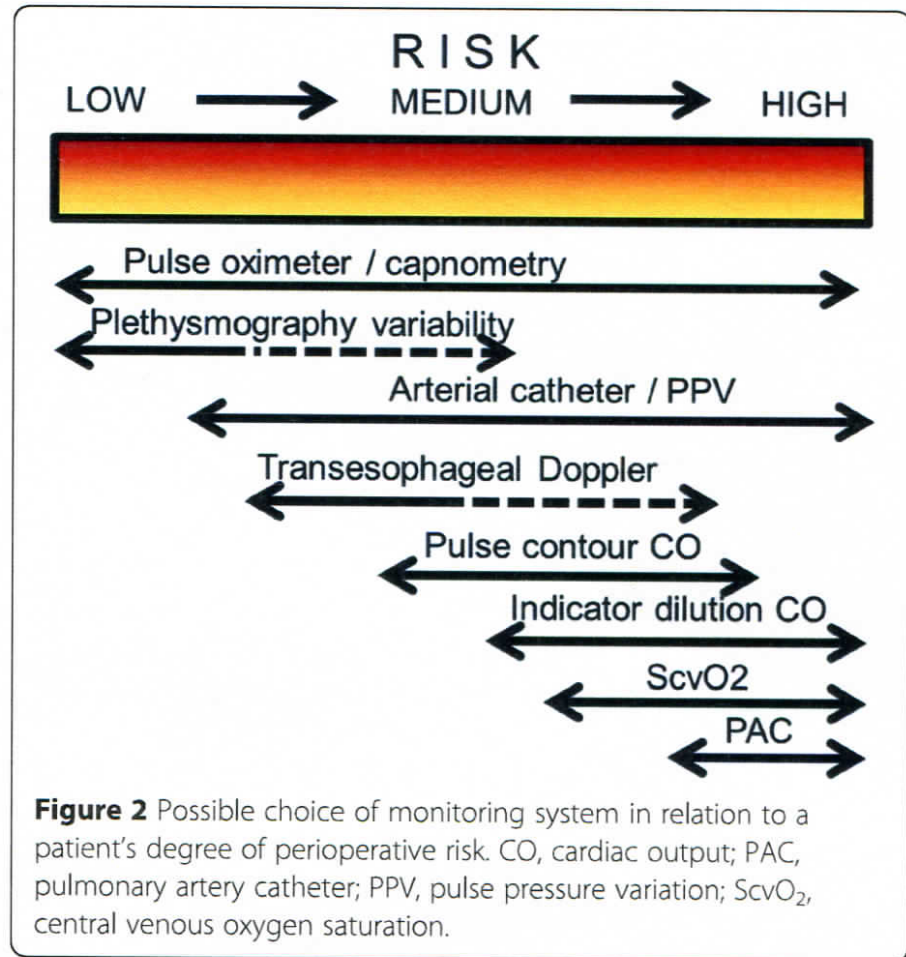 RISK
LOW MEDIUM HIGH
Pulse oximeter / capnometry
Plethysmography variability
Arterial catheter / PPV
Transesophageal Doppler
Pulse contour CO
Indicator dilution CO
ScvO2
PAC
Figure 2 Possible choice of monitoring system in relation to a
patient's degree of perioperative risk. CO, cardiac output; PAC,
pulmonary artery catheter; PPV, pulse pressure variation; ScvO₂,
central venous oxygen saturation.